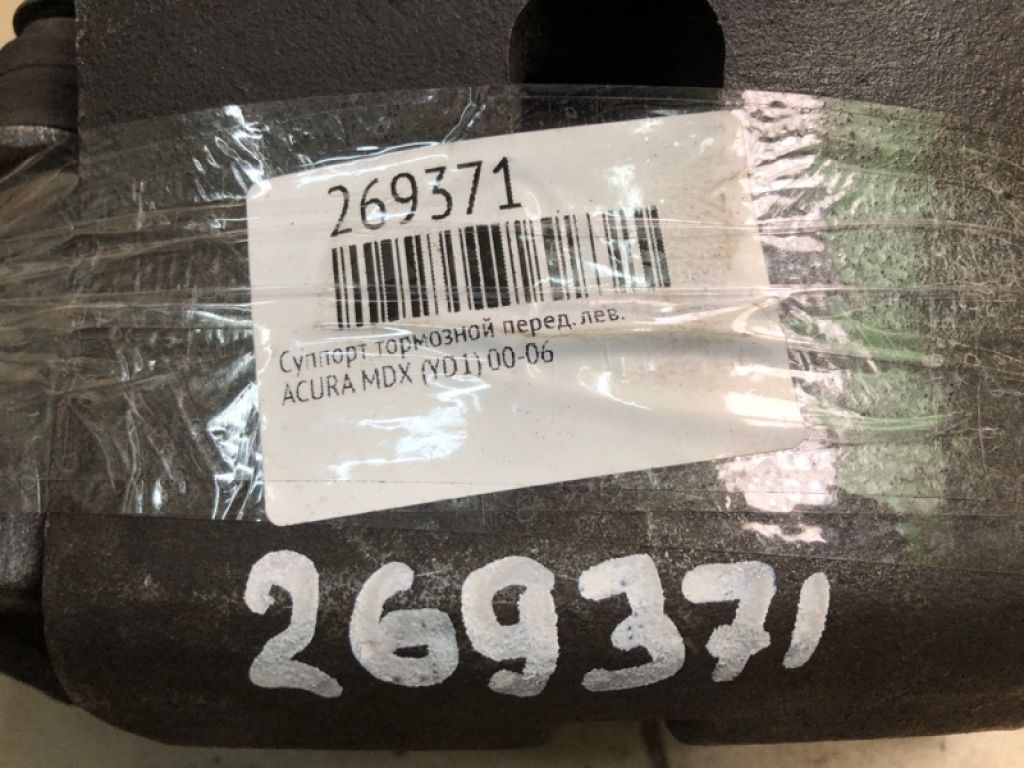 269371
Суппорт тормозной перед. лев.
ACURA MDX (YD1) 00-06
269371